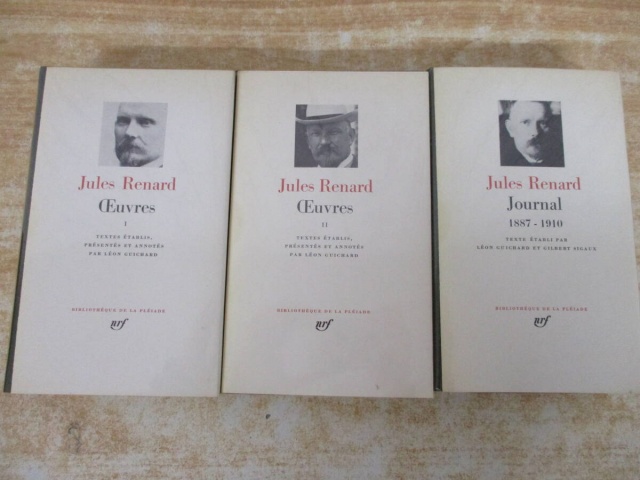 Jules Renard
Œuvres
I
TEXTES ÉTABLIS,
PRÉSENTÉS ET ANNOTÉS
PAR LÉON GUICHARD
BIBLIOTHÈQUE DE LA PLÉIADE
nrf
Jules Renard
Œuvres
II
TEXTES ÉTABLIS,
PRÉSENTÉS ET ANNOTÉS
PAR LÉON GUICHARD
BIBLIOTHÈQUE DE LA PLÉIADE
nrf
Jules Renard
Journal
1887-1910
TEXTE ÉTABLI PAR
LÉON GUICHARD ET GILBERT SIGAUX
BIBLIOTHÈQUE DE LA PLÉIADE
nrf